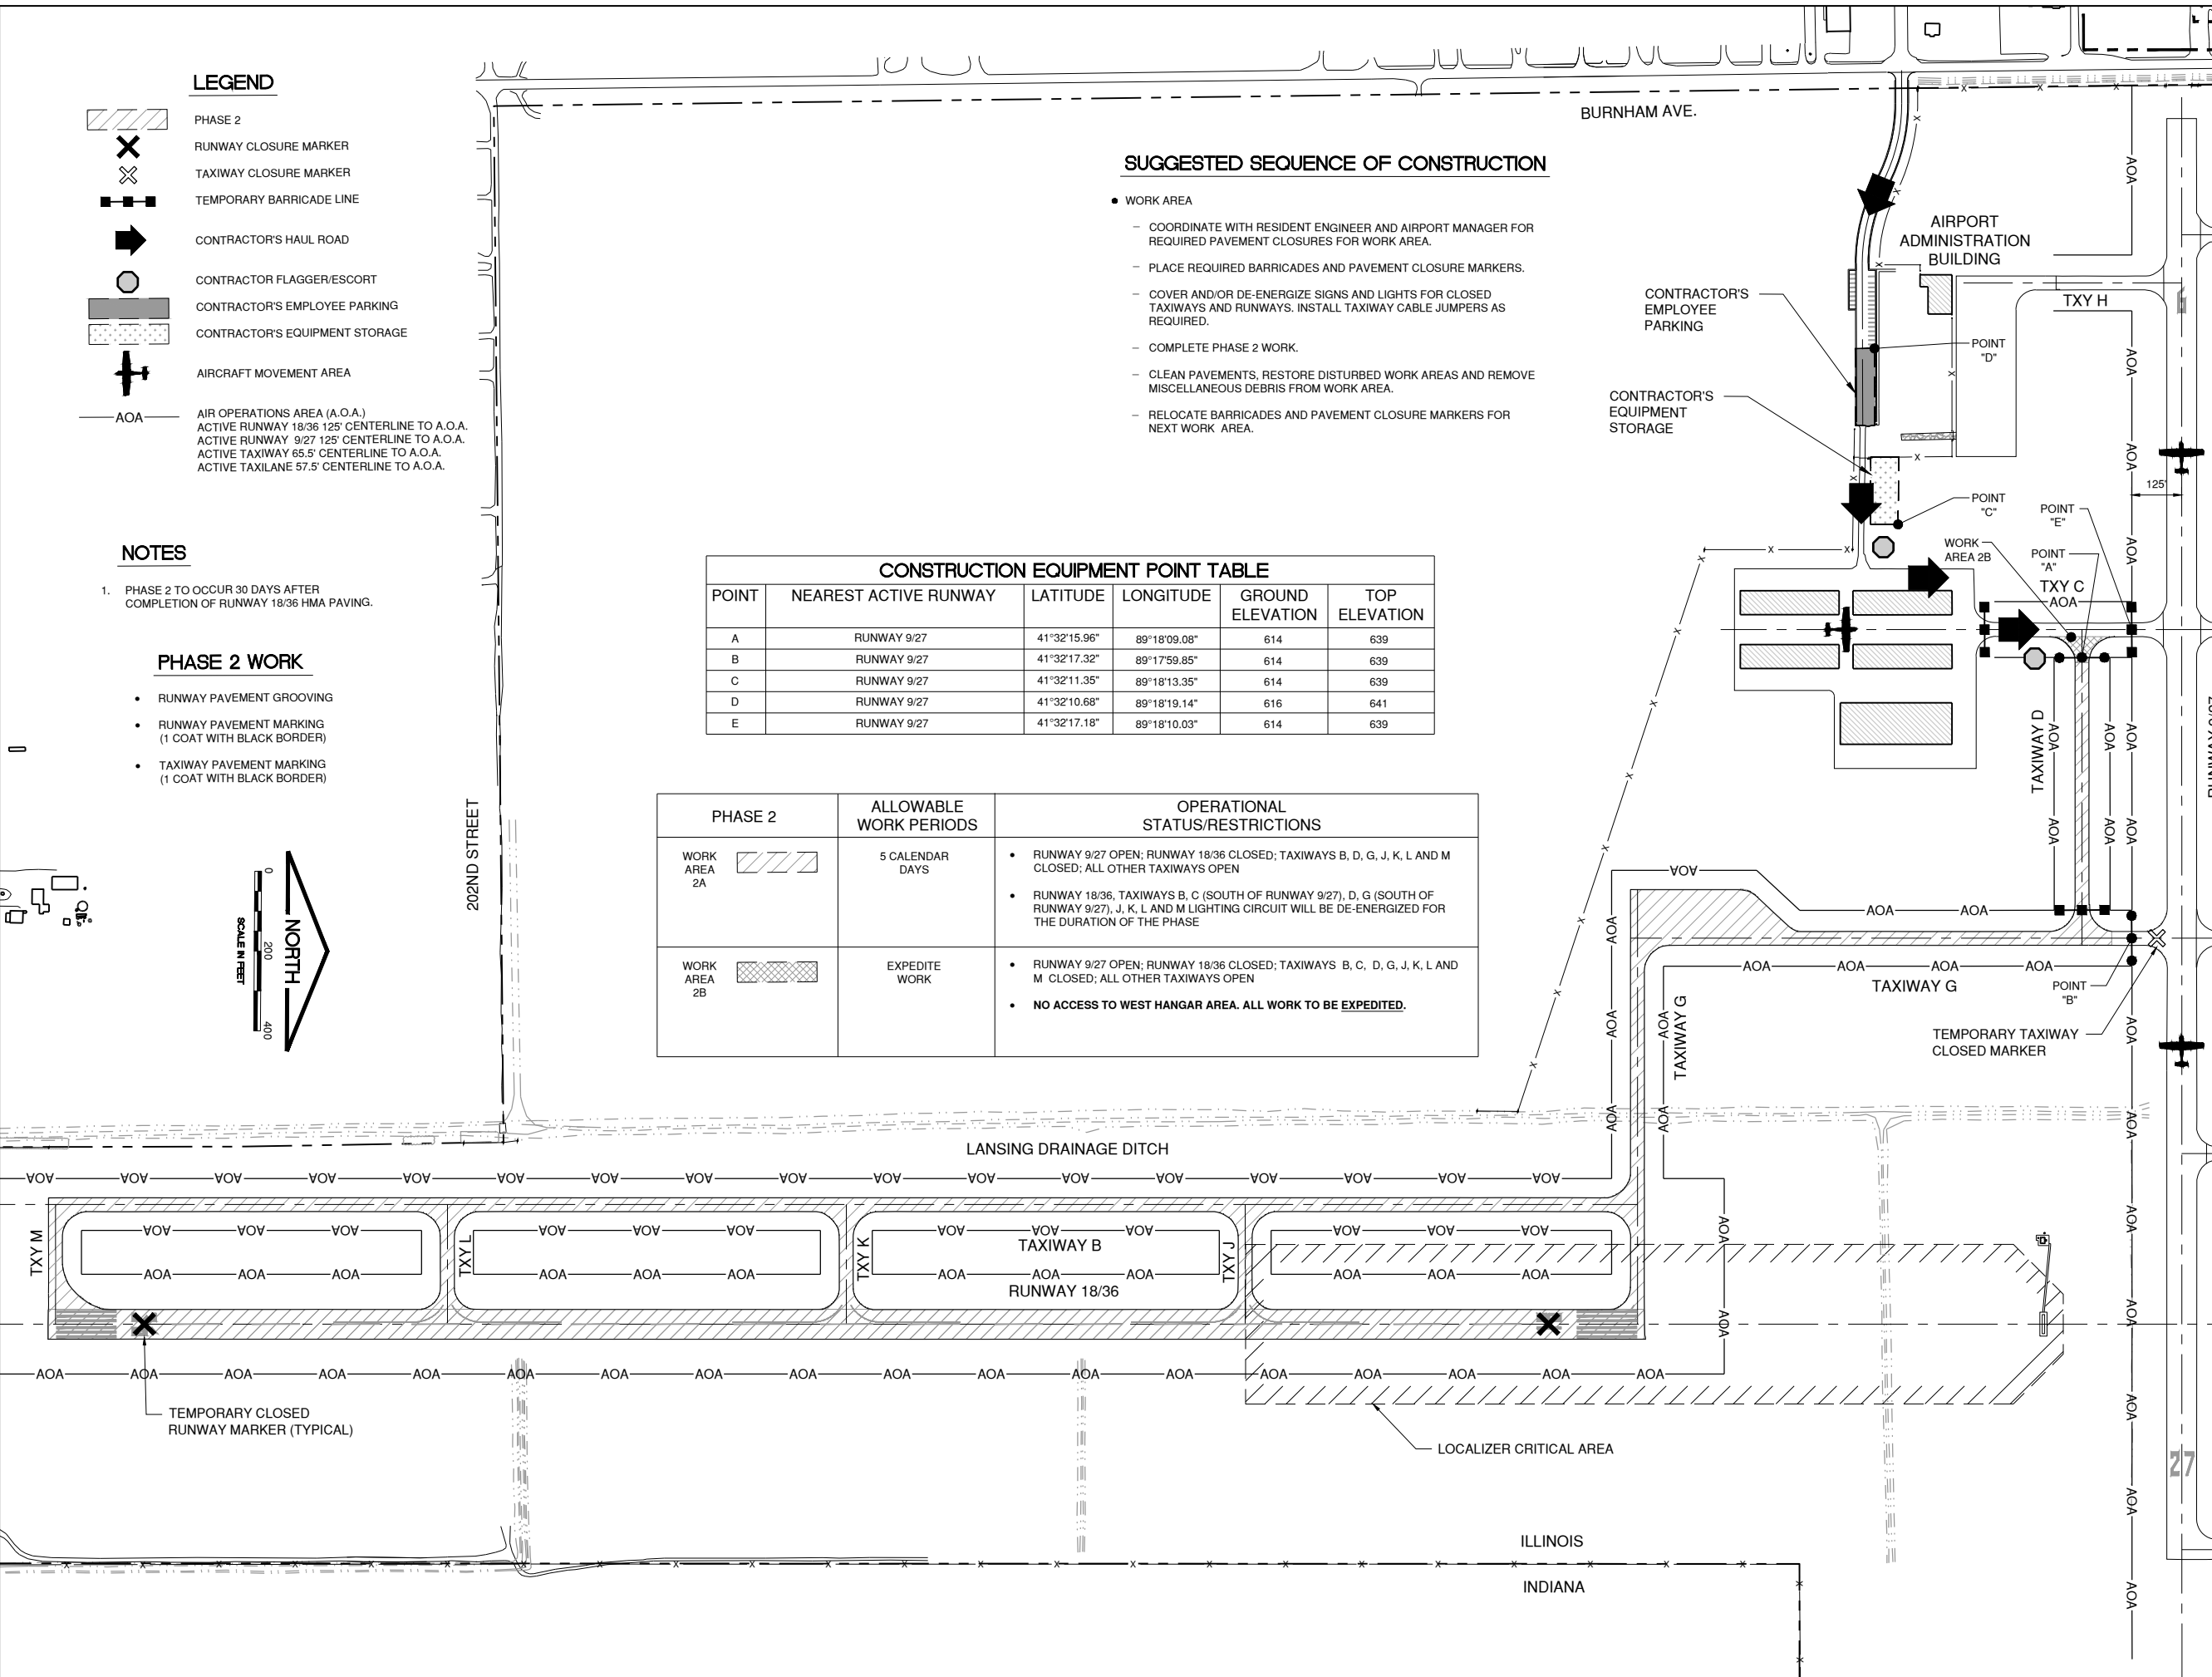 LEGEND
PHASE 2
RUNWAY CLOSURE MARKER
TAXIWAY CLOSURE MARKER
TEMPORARY BARRICADE LINE
CONTRACTOR'S HAUL ROAD
CONTRACTOR FLAGGER/ESCORT
CONTRACTOR'S EMPLOYEE PARKING
CONTRACTOR'S EQUIPMENT STORAGE
AIRCRAFT MOVEMENT AREA
AOA
AIR OPERATIONS AREA (A.O.A.)
ACTIVE RUNWAY 18/36 125' CENTERLINE TO A.O.A.
ACTIVE RUNWAY 9/27 125' CENTERLINE TO A.O.A.
ACTIVE TAXIWAY 65.5' CENTERLINE TO A.O.A.
ACTIVE TAXILANE 57.5' CENTERLINE TO A.O.A.
NOTES
1. PHASE 2 TO OCCUR 30 DAYS AFTER
COMPLETION OF RUNWAY 18/36 HMA PAVING.
PHASE 2 WORK
• RUNWAY PAVEMENT GROOVING
• RUNWAY PAVEMENT MARKING
(1 COAT WITH BLACK BORDER)
• TAXIWAY PAVEMENT MARKING
(1 COAT WITH BLACK BORDER)
0 200 400
SCALE IN FEET
NORTH
202ND STREET
BURNHAM AVE.
SUGGESTED SEQUENCE OF CONSTRUCTION
● WORK AREA
– COORDINATE WITH RESIDENT ENGINEER AND AIRPORT MANAGER FOR
REQUIRED PAVEMENT CLOSURES FOR WORK AREA.
– PLACE REQUIRED BARRICADES AND PAVEMENT CLOSURE MARKERS.
– COVER AND/OR DE-ENERGIZE SIGNS AND LIGHTS FOR CLOSED
TAXIWAYS AND RUNWAYS. INSTALL TAXIWAY CABLE JUMPERS AS
REQUIRED.
– COMPLETE PHASE 2 WORK.
– CLEAN PAVEMENTS, RESTORE DISTURBED WORK AREAS AND REMOVE
MISCELLANEOUS DEBRIS FROM WORK AREA.
– RELOCATE BARRICADES AND PAVEMENT CLOSURE MARKERS FOR
NEXT WORK AREA.
CONSTRUCTION EQUIPMENT POINT TABLE
POINT NEAREST ACTIVE RUNWAY LATITUDE LONGITUDE GROUND ELEVATION TOP ELEVATION
A RUNWAY 9/27 41°32'15.96" 89°18'09.08" 614 639
B RUNWAY 9/27 41°32'17.32" 89°17'59.85" 614 639
C RUNWAY 9/27 41°32'11.35" 89°18'13.35" 614 639
D RUNWAY 9/27 41°32'10.68" 89°18'19.14" 616 641
E RUNWAY 9/27 41°32'17.18" 89°18'10.03" 614 639
PHASE 2 ALLOWABLE WORK PERIODS OPERATIONAL STATUS/RESTRICTIONS
WORK
AREA
2A
5 CALENDAR
DAYS
• RUNWAY 9/27 OPEN; RUNWAY 18/36 CLOSED; TAXIWAYS B, D, G, J, K, L AND M
CLOSED; ALL OTHER TAXIWAYS OPEN
• RUNWAY 18/36, TAXIWAYS B, C (SOUTH OF RUNWAY 9/27), D, G (SOUTH OF
RUNWAY 9/27), J, K, L AND M LIGHTING CIRCUIT WILL BE DE-ENERGIZED FOR
THE DURATION OF THE PHASE
WORK
AREA
2B
EXPEDITE
WORK
• RUNWAY 9/27 OPEN; RUNWAY 18/36 CLOSED; TAXIWAYS B, C, D, G, J, K, L AND
M CLOSED; ALL OTHER TAXIWAYS OPEN
• NO ACCESS TO WEST HANGAR AREA. ALL WORK TO BE EXPEDITED.
AIRPORT
ADMINISTRATION
BUILDING
TXY H
CONTRACTOR'S
EMPLOYEE
PARKING
CONTRACTOR'S
EQUIPMENT
STORAGE
POINT
"D"
POINT
"C"
125'
POINT
"E"
WORK
AREA 2B
POINT
"A"
TXY C
AOA
TAXIWAY D
TAXIWAY G
TAXIWAY G
POINT
"B"
TEMPORARY TAXIWAY
CLOSED MARKER
LANSING DRAINAGE DITCH
TXY M
TXY L
TXY K
TXY J
TAXIWAY B
RUNWAY 18/36
TEMPORARY CLOSED
RUNWAY MARKER (TYPICAL)
LOCALIZER CRITICAL AREA
27
ILLINOIS
INDIANA